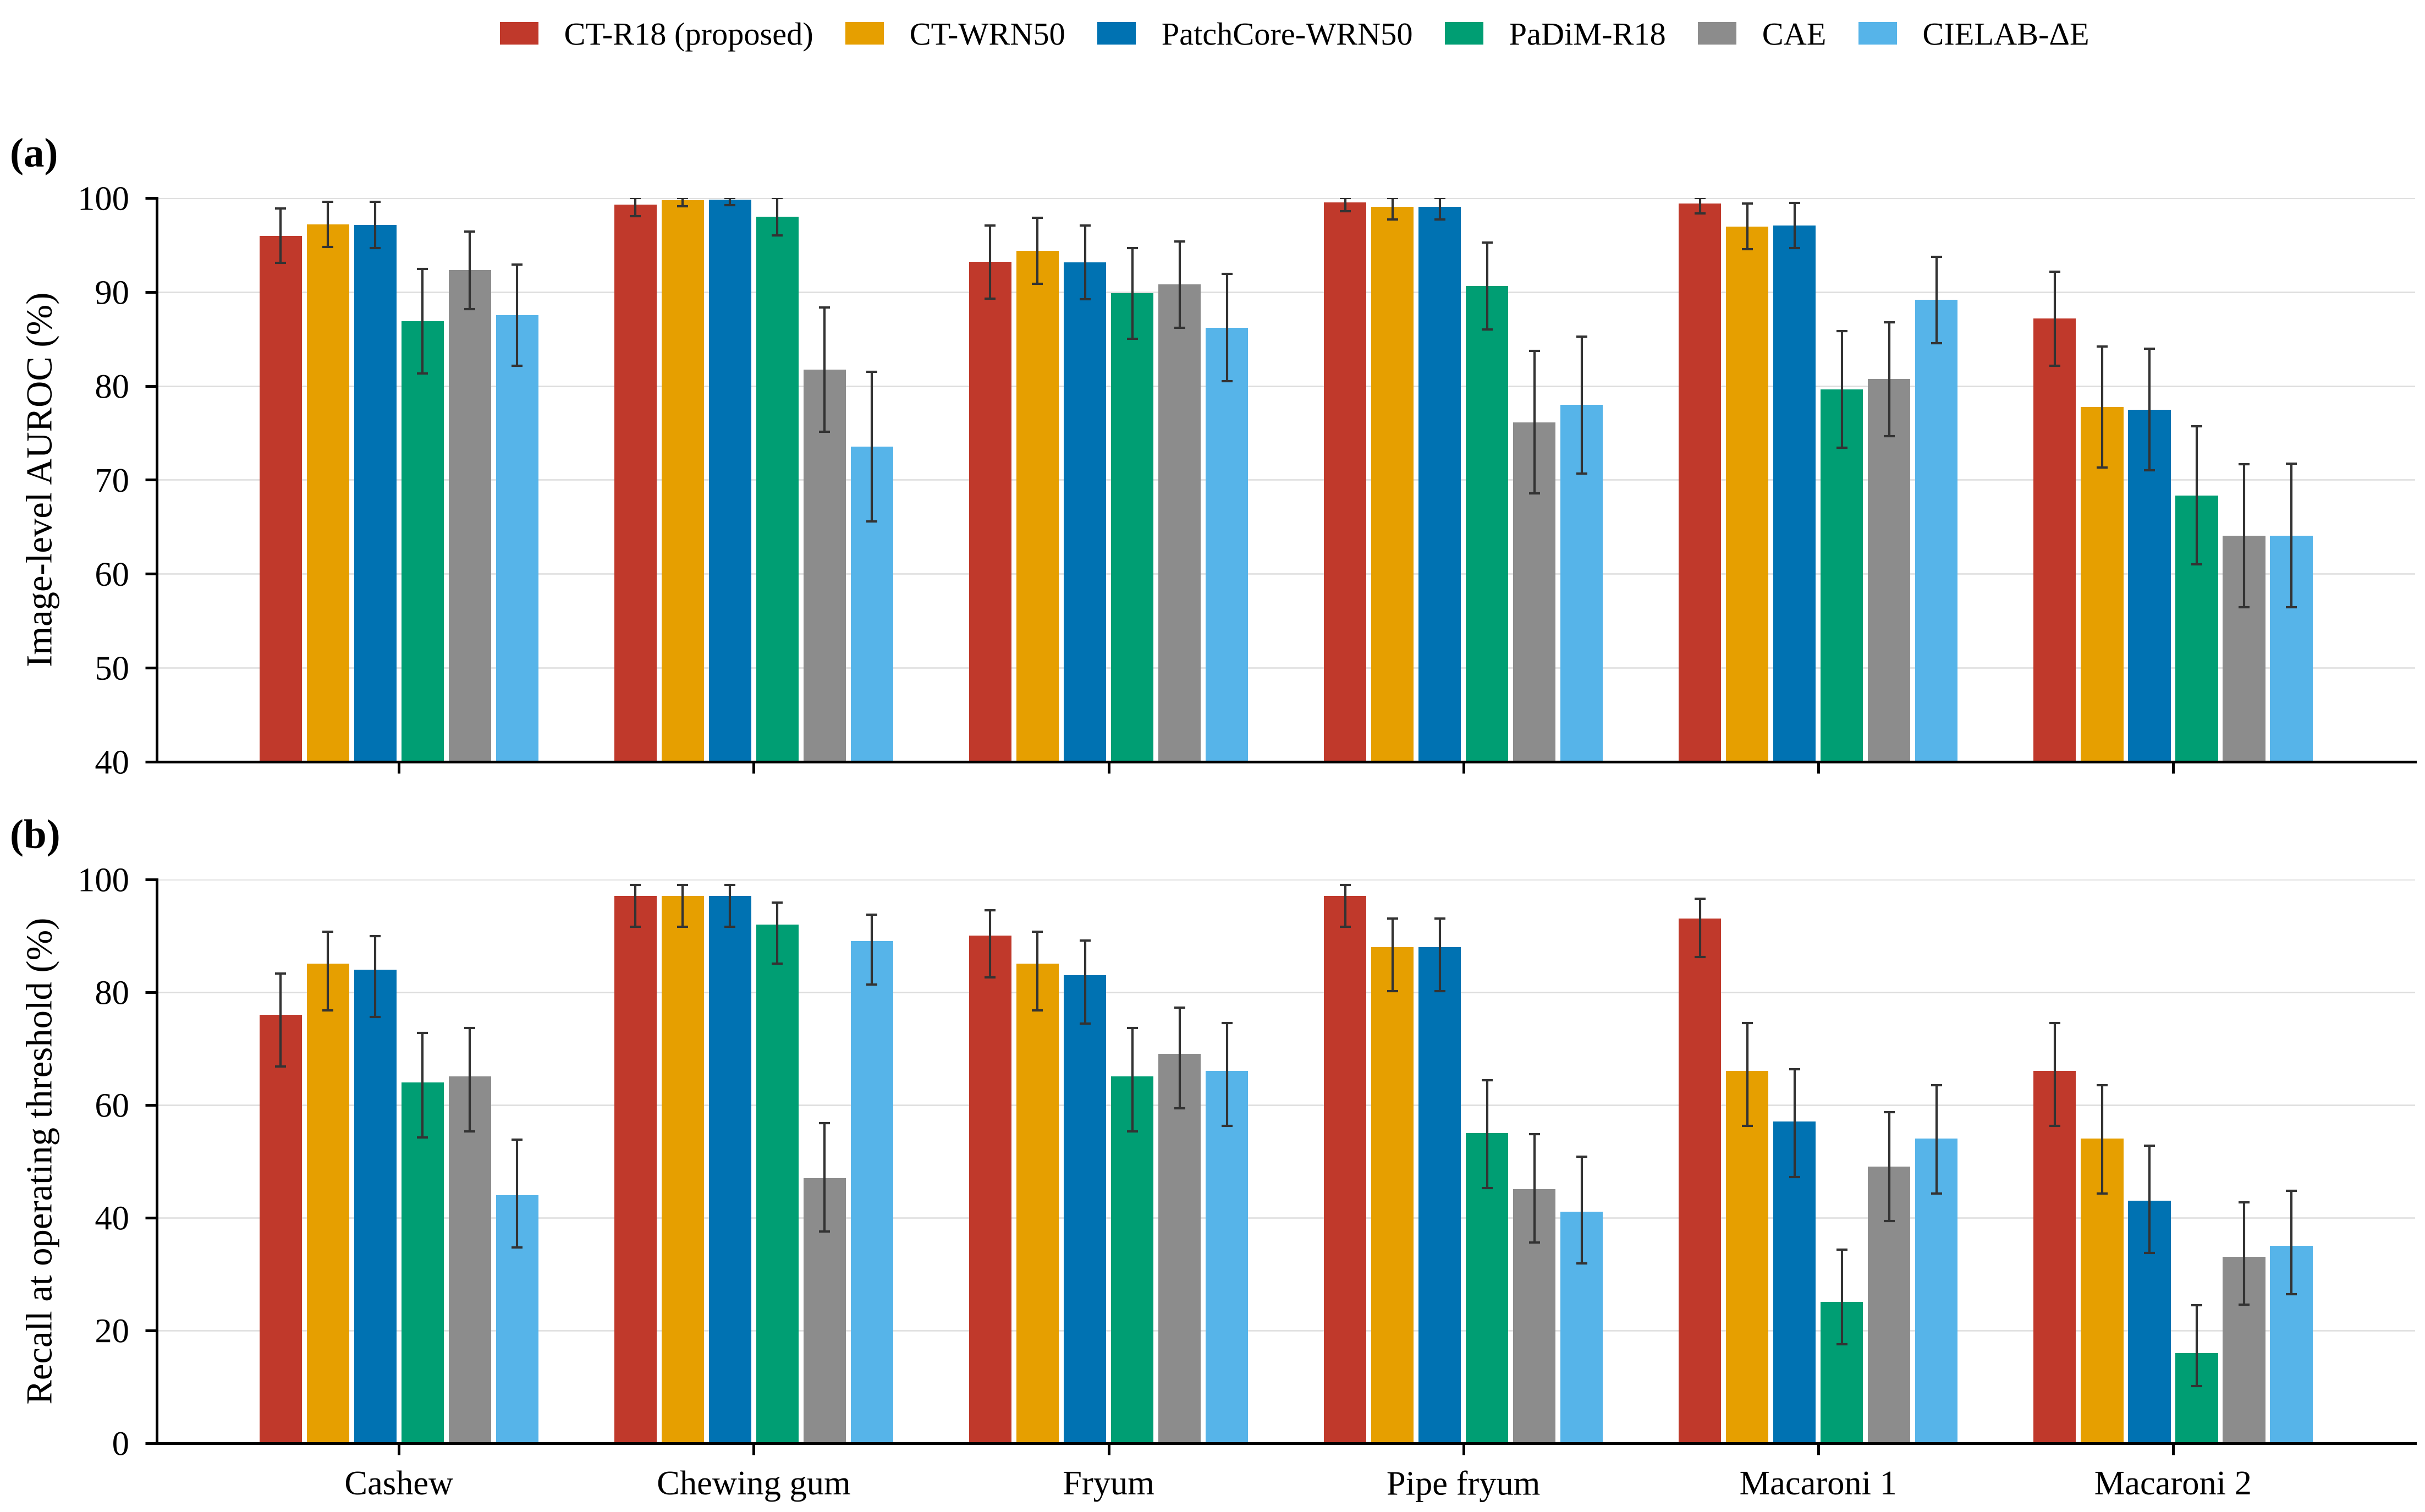 CT-R18 (proposed) CT-WRN50 PatchCore-WRN50 PaDiM-R18 CAE CIELAB-ΔE
(a)
Image-level AUROC (%)
100
90
80
70
60
50
40
(b)
Recall at operating threshold (%)
100
80
60
40
20
0
Cashew Chewing gum Fryum Pipe fryum Macaroni 1 Macaroni 2